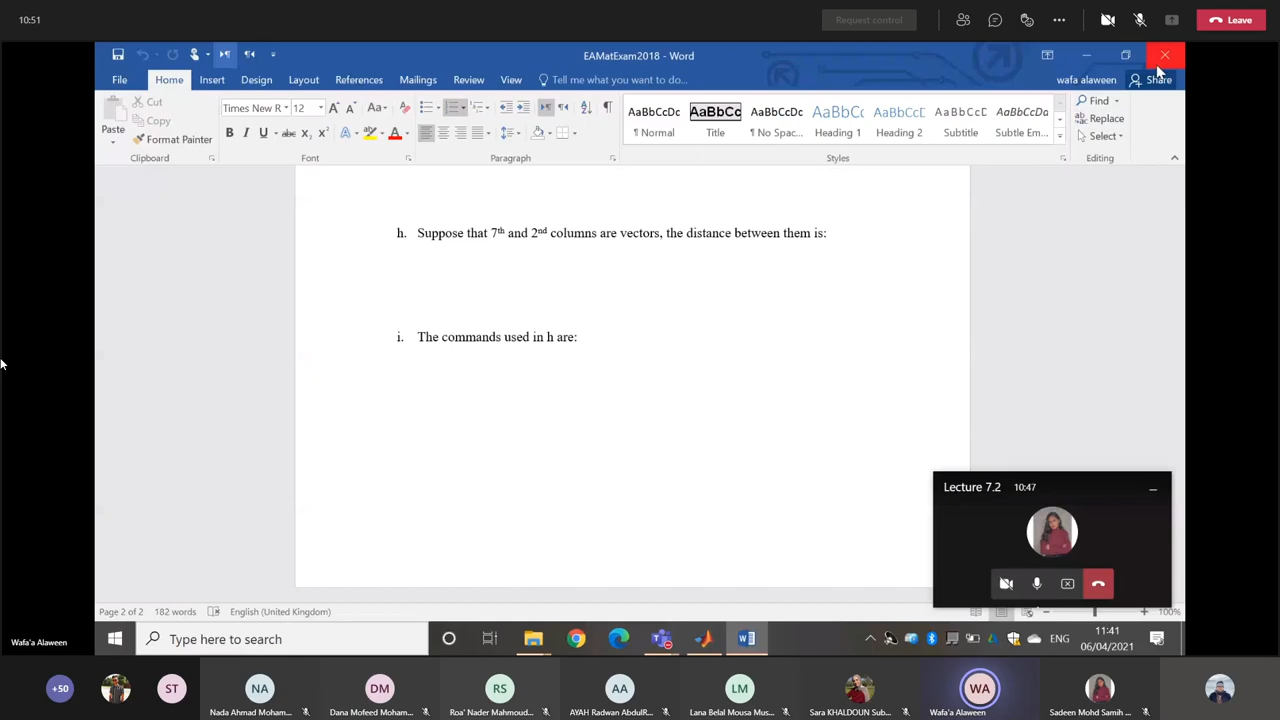 10:51
Request control
Leave
EAMatExam2018 - Word
File
Home
Insert
Design
Layout
References
Mailings
Review
View
Tell me what you want to do...
wafa alaween
Share
Paste
Cut
Copy
Format Painter
Clipboard
Times New R
12
Font
Paragraph
AaBbCcDc
¶ Normal
AaBbCc
Title
AaBbCcDc
¶ No Spac...
AaBbCc
Heading 1
AaBbCcD
Heading 2
AaBbCcD
Subtitle
AaBbCcDa
Subtle Em...
Styles
Find
Replace
Select
Editing
h. Suppose that 7th and 2nd columns are vectors, the distance between them is:
i. The commands used in h are:
Lecture 7.2 10:47
Page 2 of 2
182 words
English (United Kingdom)
100%
Wafa'a Alaween
Type here to search
ENG
11:41
06/04/2021
+50
ST
NA
Nada Ahmad Moham...
DM
Dana Mofeed Moham...
RS
Roa' Nader Mahmoud...
AA
AYAH Radwan AbdulR...
LM
Lana Belal Mousa Mus...
Sara KHALDOUN Sub...
WA
Wafa'a Alaween
Sadeen Mohd Samih ...